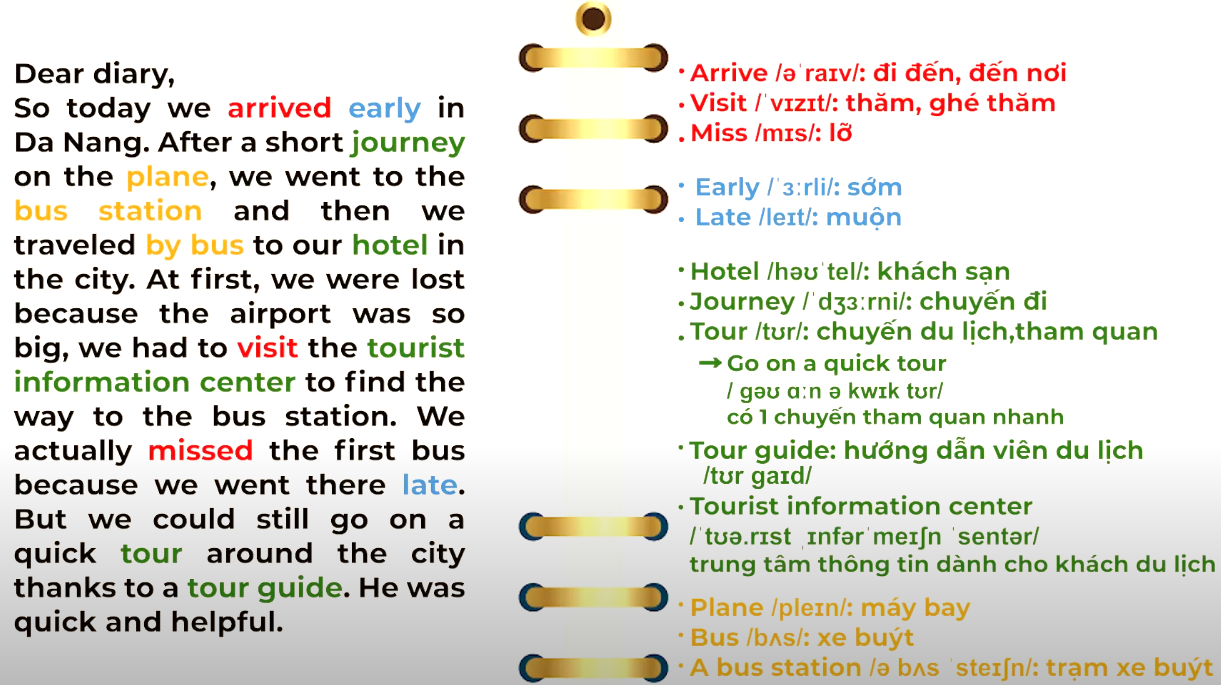 Dear diary,
So today we arrived early in
Da Nang. After a short journey
on the plane, we went to the
bus station and then we
traveled by bus to our hotel in
the city. At first, we were lost
because the airport was so
big, we had to visit the tourist
information center to find the
way to the bus station. We
actually missed the first bus
because we went there late.
But we could still go on a
quick tour around the city
thanks to a tour guide. He was
quick and helpful.
• Arrive /əˈraɪv/: đi đến, đến nơi
• Visit /ˈvɪzɪt/: thăm, ghé thăm
• Miss /mɪs/: lỡ
• Early /ˈɜːrli/: sớm
• Late /leɪt/: muộn
• Hotel /həʊˈtel/: khách sạn
• Journey /ˈdʒɜːrni/: chuyến đi
• Tour /tʊr/: chuyến du lịch,tham quan
→ Go on a quick tour
/ gəʊ ɑːn ə kwɪk tʊr/
có 1 chuyến tham quan nhanh
• Tour guide: hướng dẫn viên du lịch
/tʊr gaɪd/
• Tourist information center
/ˈtʊə.rɪst ˌɪnfərˈmeɪʃn ˈsentər/
trung tâm thông tin dành cho khách du lịch
• Plane /pleɪn/: máy bay
• Bus /bʌs/: xe buýt
• A bus station /ə bʌs ˈsteɪʃn/: trạm xe buýt